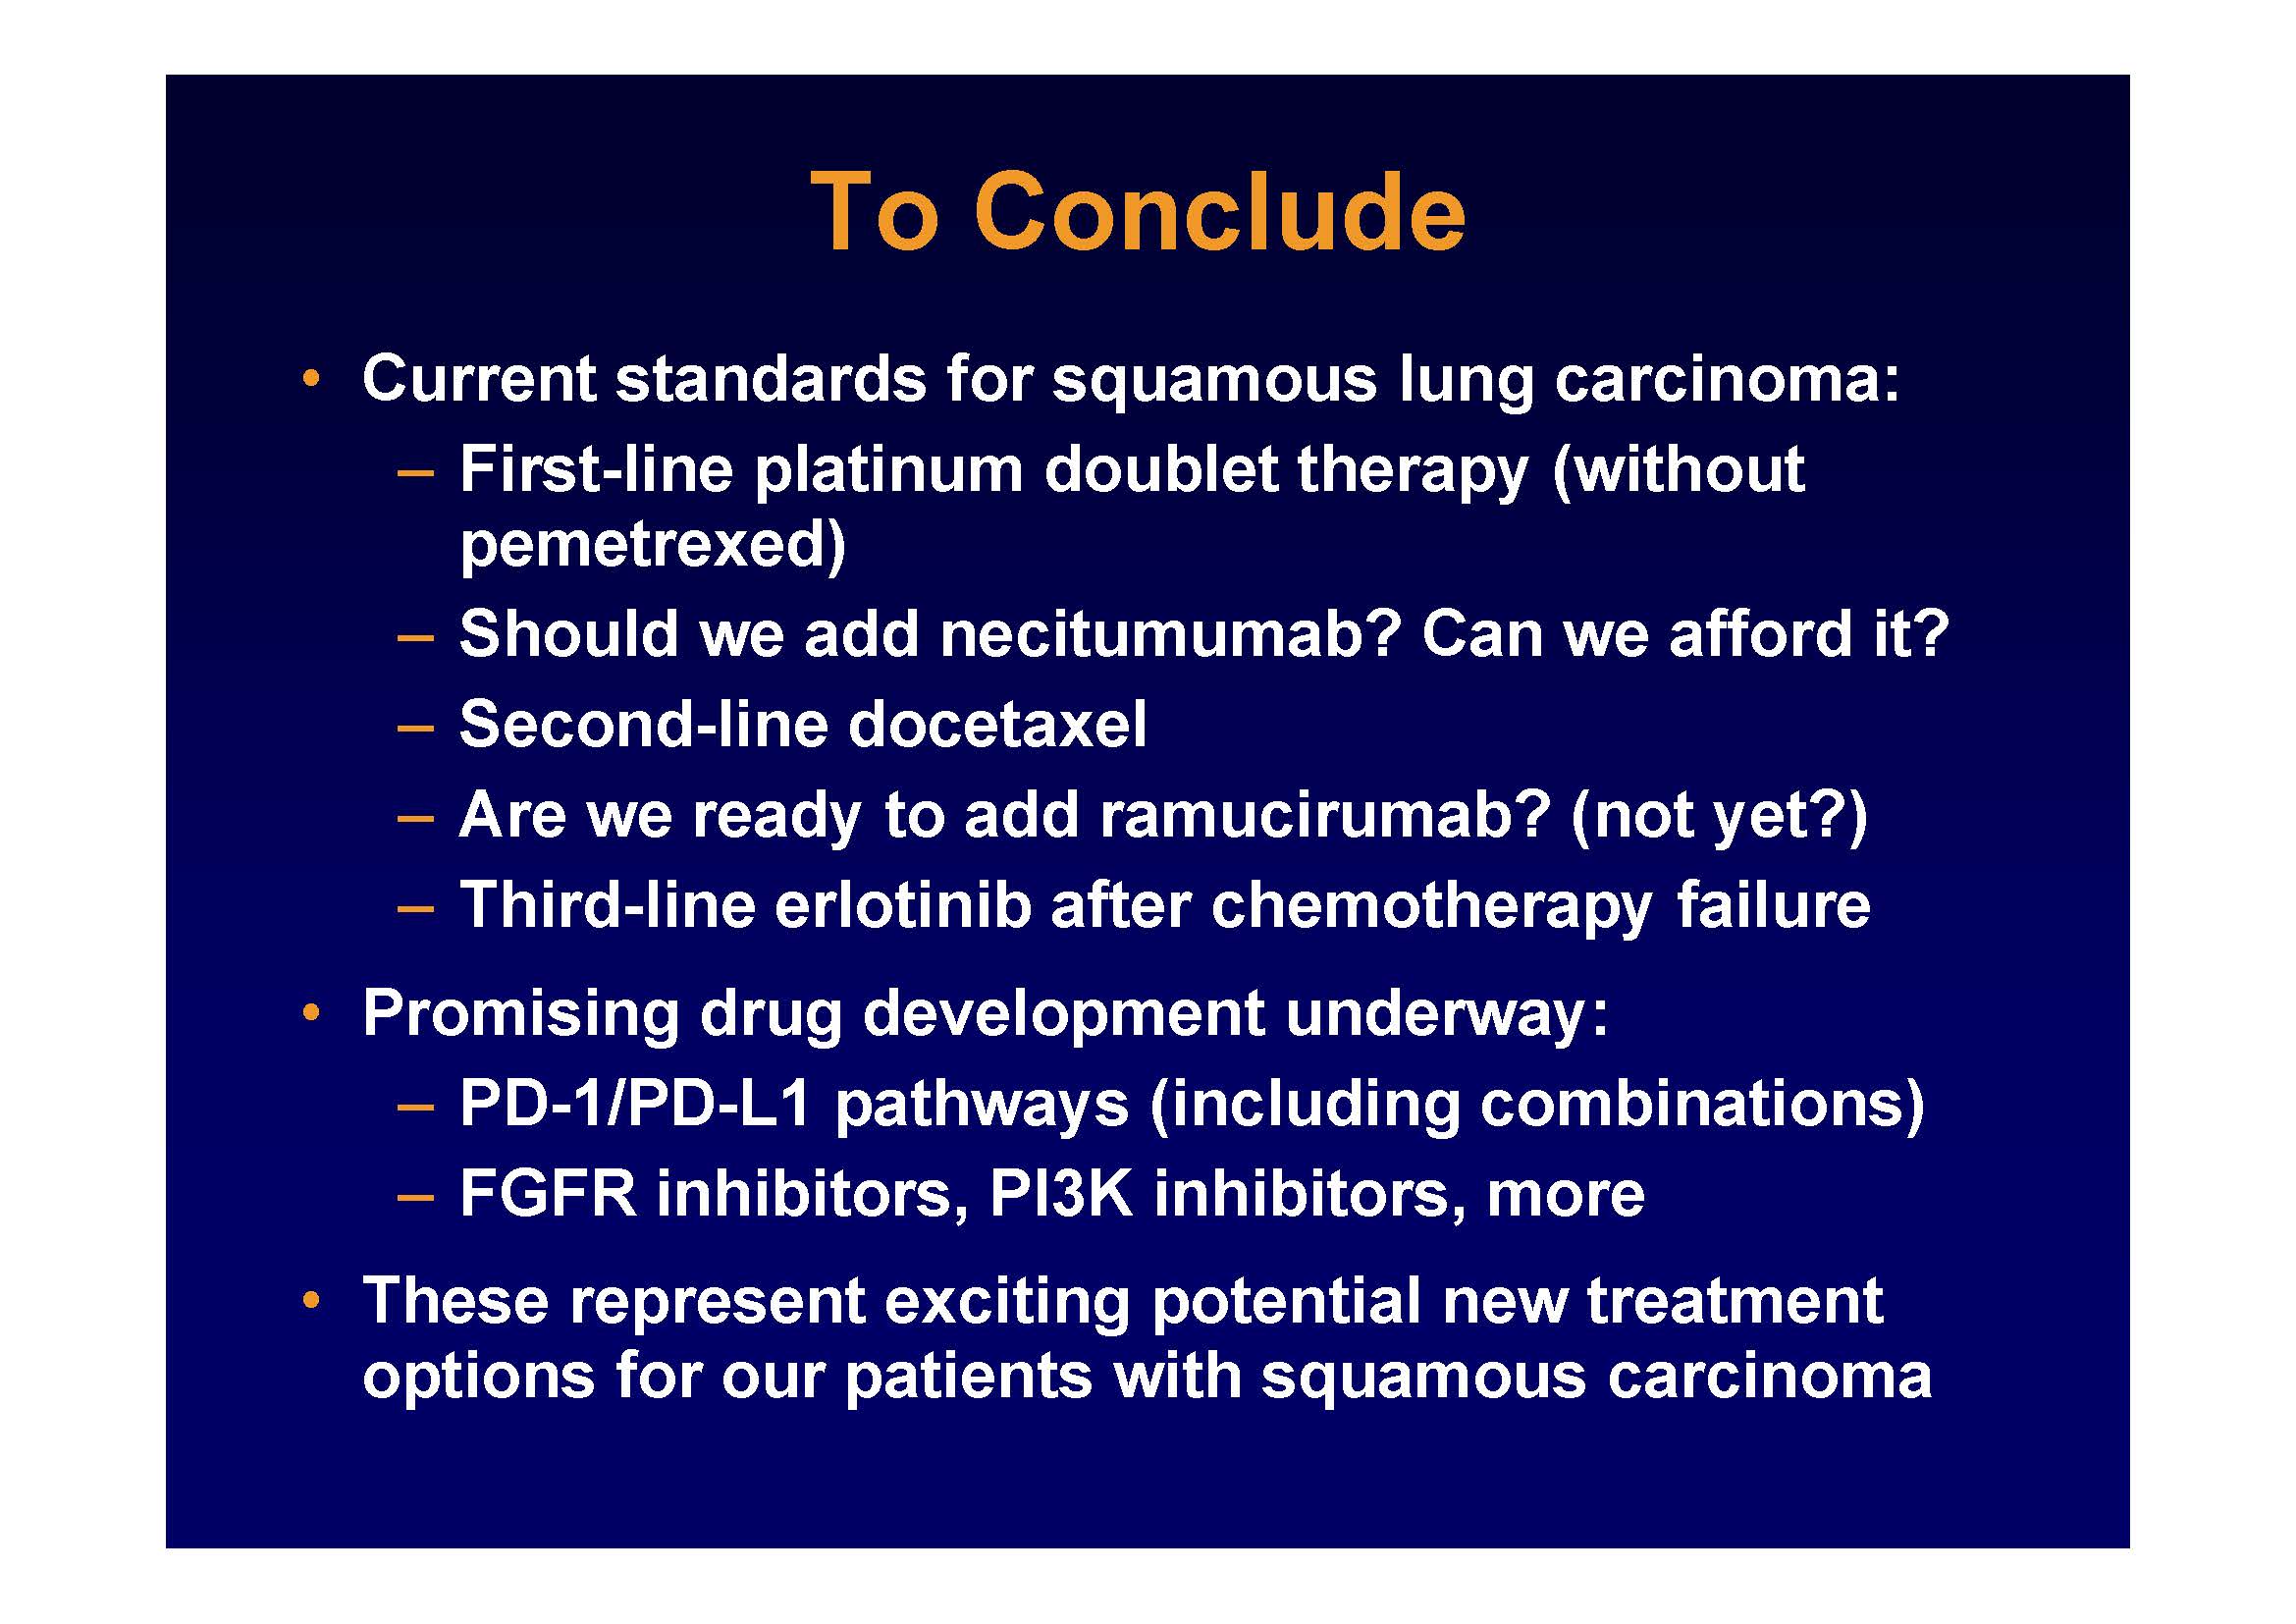 To Conclude
• Current standards for squamous lung carcinoma:
– First-line platinum doublet therapy (without
pemetrexed)
– Should we add necitumumab? Can we afford it?
– Second-line docetaxel
– Are we ready to add ramucirumab? (not yet?)
– Third-line erlotinib after chemotherapy failure
• Promising drug development underway:
– PD-1/PD-L1 pathways (including combinations)
– FGFR inhibitors, PI3K inhibitors, more
• These represent exciting potential new treatment
options for our patients with squamous carcinoma